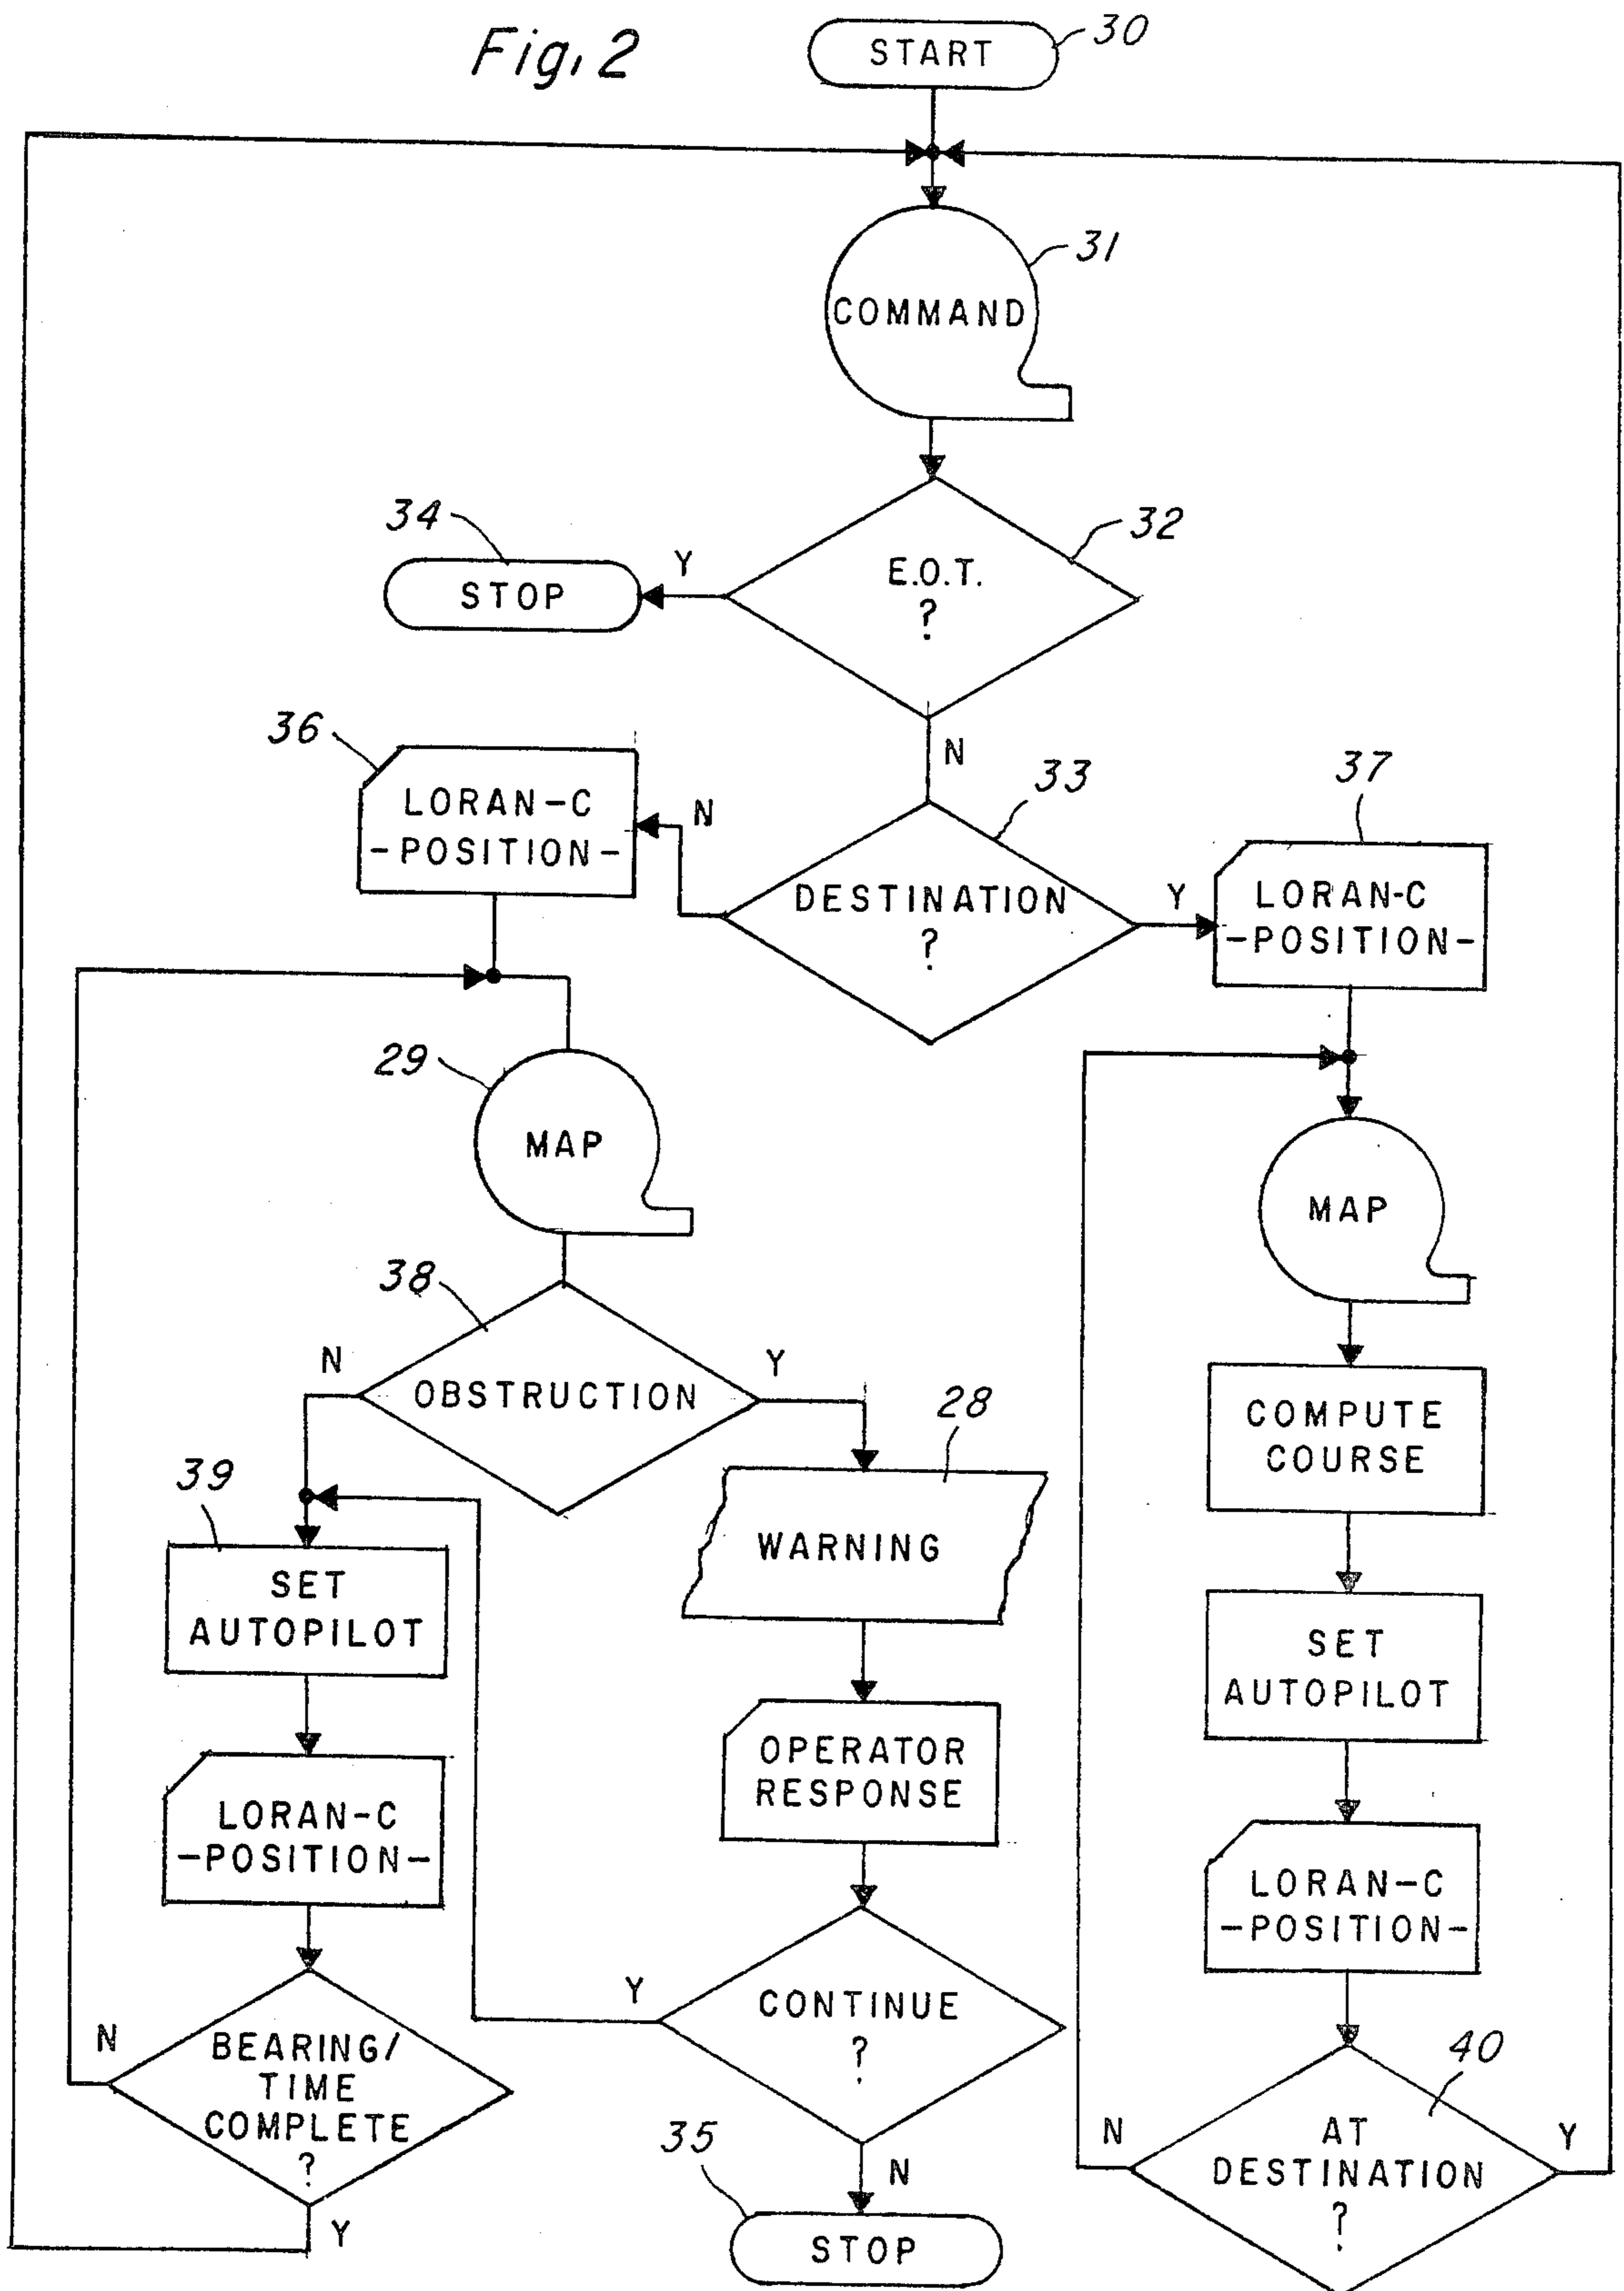 Fig. 2
START
30
31
COMMAND
34
32
STOP
Y
E.O.T.
?
N
36
LORAN-C
-POSITION-
N
33
37
DESTINATION
?
Y
LORAN-C
-POSITION-
29
MAP
MAP
38
N
OBSTRUCTION
Y
28
COMPUTE
COURSE
39
WARNING
SET
AUTOPILOT
SET
AUTOPILOT
OPERATOR
RESPONSE
LORAN-C
-POSITION-
LORAN-C
-POSITION-
Y
CONTINUE
?
N
BEARING/
TIME
COMPLETE
?
Y
40
N
AT
DESTINATION
?
Y
35
N
STOP